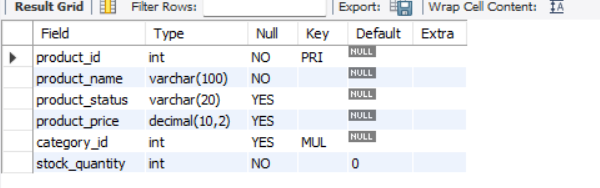 Result Grid Filter Rows: Export: Wrap Cell Content: IA
Field Type Null Key Default Extra
product_id int NO PRI NULL
product_name varchar(100) NO NULL
product_status varchar(20) YES NULL
product_price decimal(10,2) YES NULL
category_id int YES MUL NULL
stock_quantity int NO 0